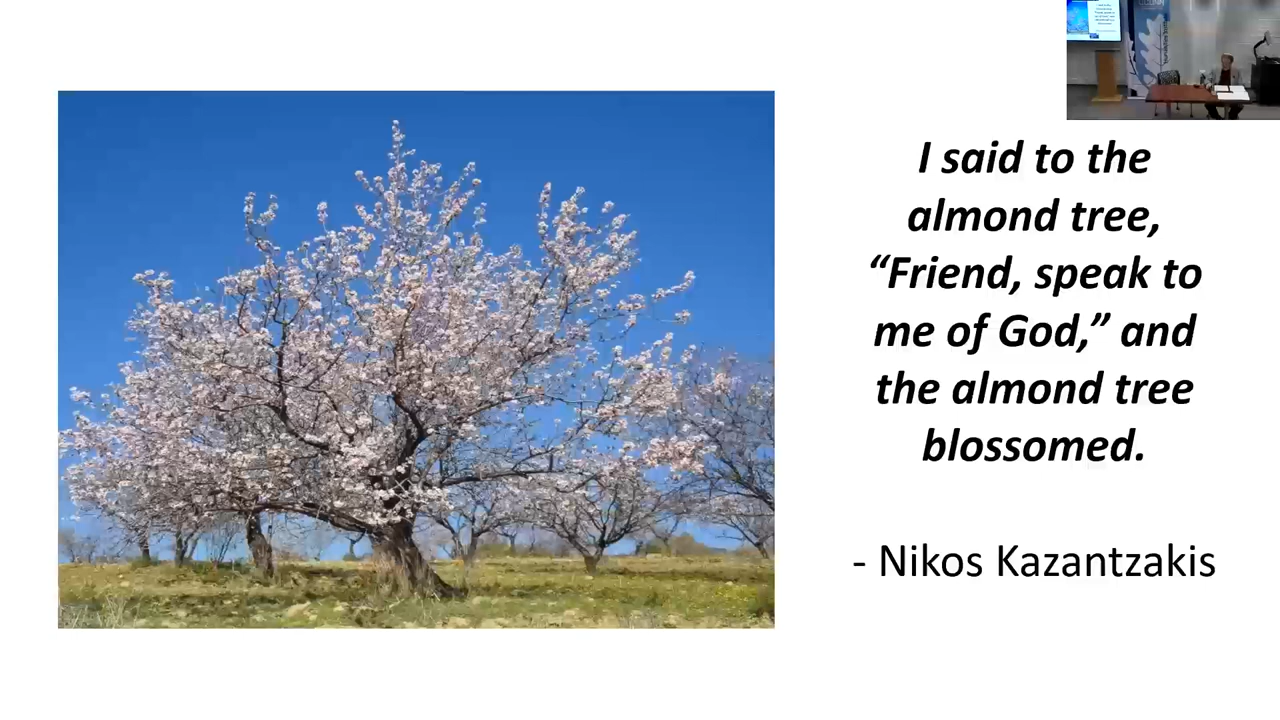 I said to the
almond tree,
“Friend, speak to
me of God,” and
the almond tree
blossomed.
- Nikos Kazantzakis